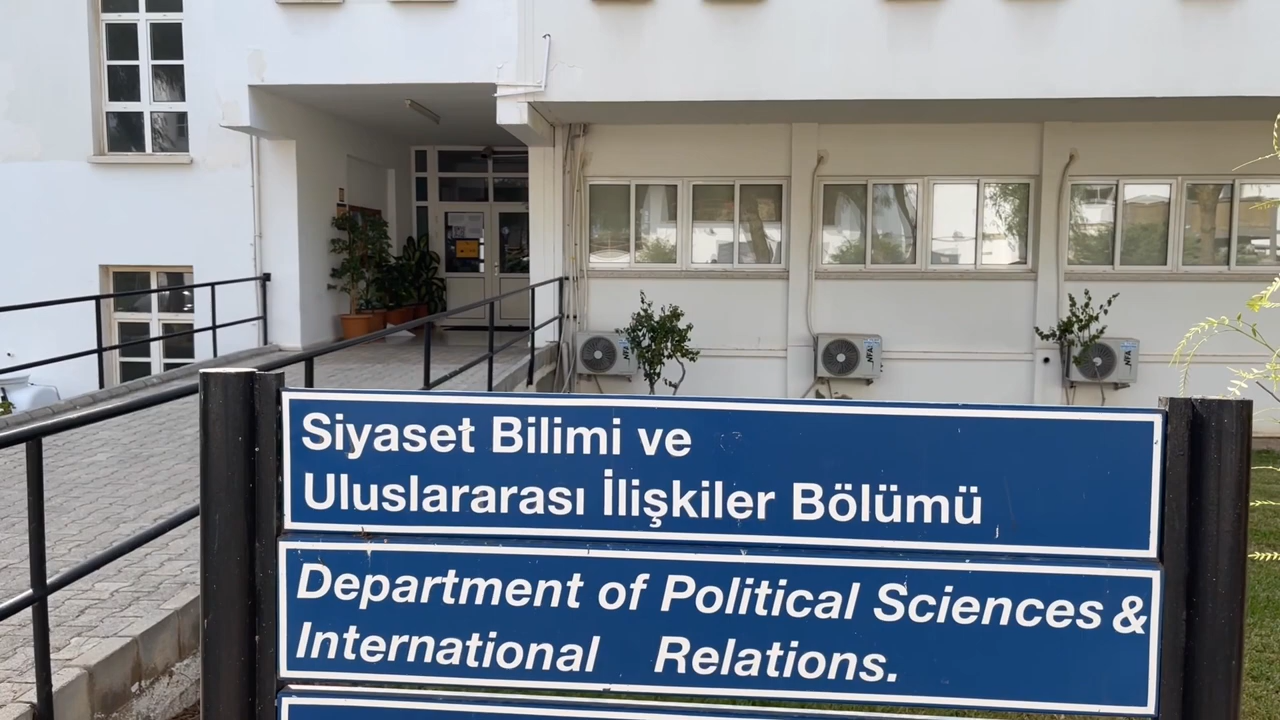 Siyaset Bilimi ve
Uluslararası İlişkiler Bölümü
Department of Political Sciences &
International Relations.